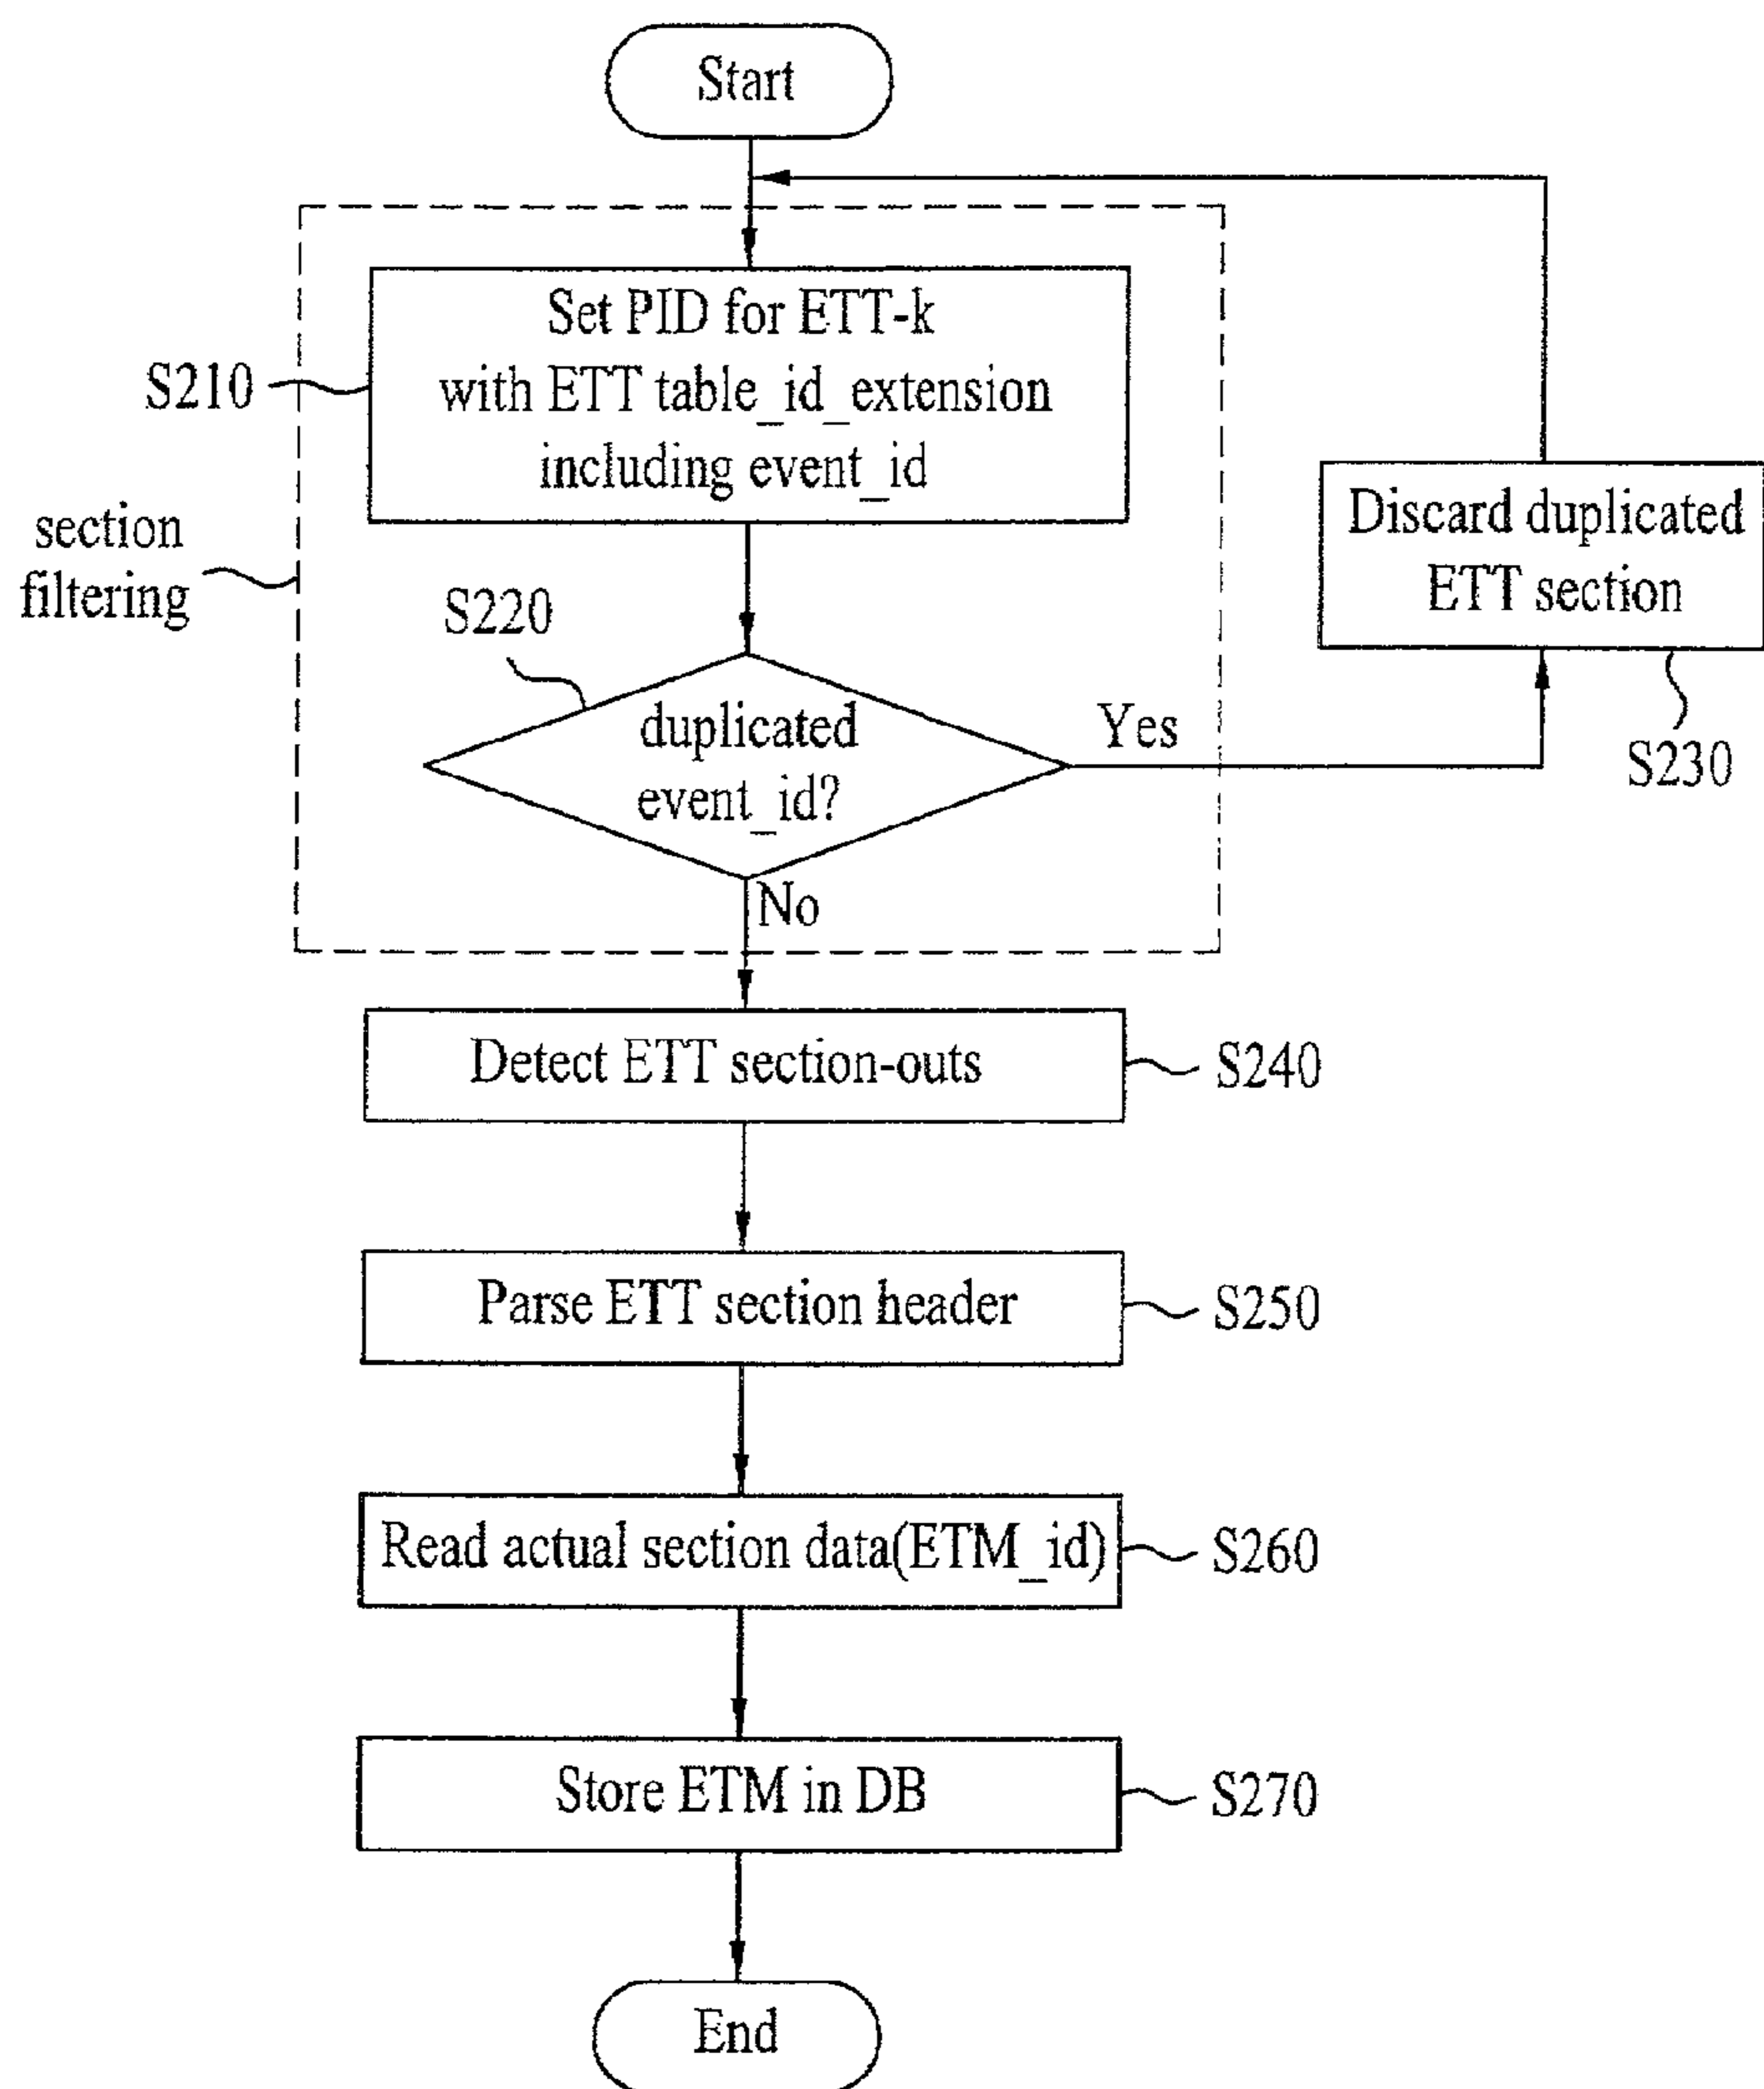 Start
Set PID for ETT-k
with ETT table_id_extension
including event_id
S210
section
filtering
Discard duplicated
ETT section
S230
S220
duplicated
event_id?
Yes
No
Detect ETT section-outs
S240
Parse ETT section header
S250
Read actual section data(ETM_id)
S260
Store ETM in DB
S270
End